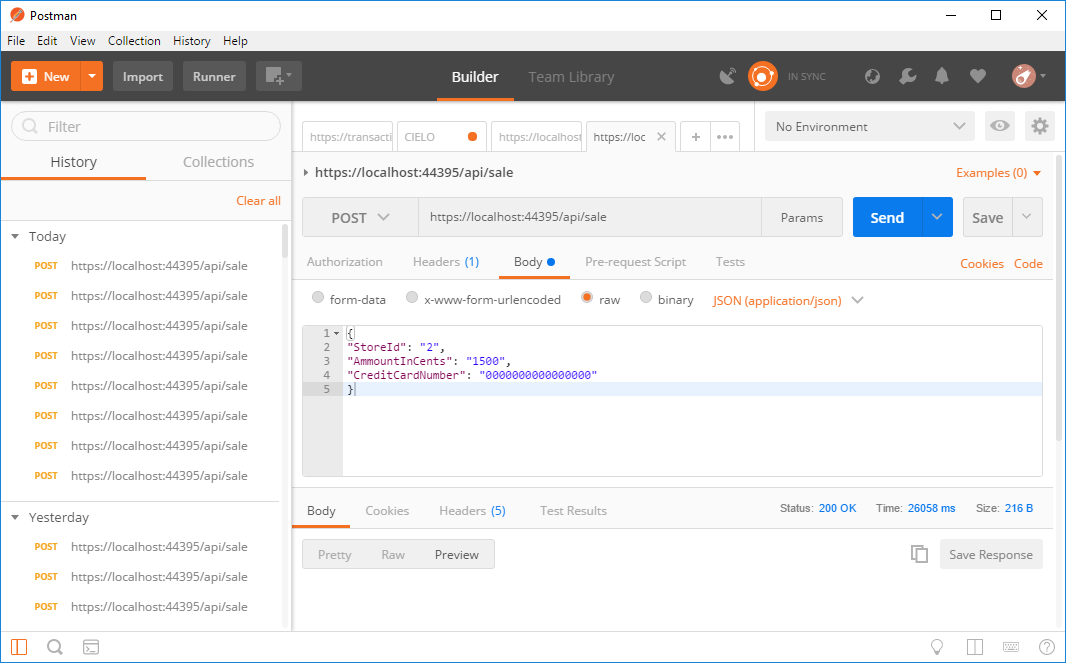 Postman
File Edit View Collection History Help
New Import Runner Builder Team Library IN SYNC
Filter
History Collections
Clear all
Today
POST https://localhost:44395/api/sale
POST https://localhost:44395/api/sale
POST https://localhost:44395/api/sale
POST https://localhost:44395/api/sale
POST https://localhost:44395/api/sale
POST https://localhost:44395/api/sale
POST https://localhost:44395/api/sale
POST https://localhost:44395/api/sale
Yesterday
POST https://localhost:44395/api/sale
POST https://localhost:44395/api/sale
POST https://localhost:44395/api/sale
https://transacti CIELO https://localhost https://loc No Environment
https://localhost:44395/api/sale Examples (0)
POST https://localhost:44395/api/sale Params Send Save
Authorization Headers (1) Body Pre-request Script Tests Cookies Code
form-data x-www-form-urlencoded raw binary JSON (application/json)
1 {
2 "StoreId": "2",
3 "AmmountInCents": "1500",
4 "CreditCardNumber": "0000000000000000"
5 }
Body Cookies Headers (5) Test Results Status: 200 OK Time: 26058 ms Size: 216 B
Pretty Raw Preview Save Response